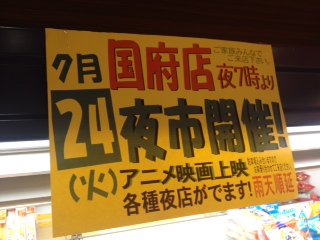 7月24(火)
国府店
ご家族みんなで
ご来店下さい。
夜7時より
夜市開催!
アニメ映画上映
各種夜店がでます!
雨天順延